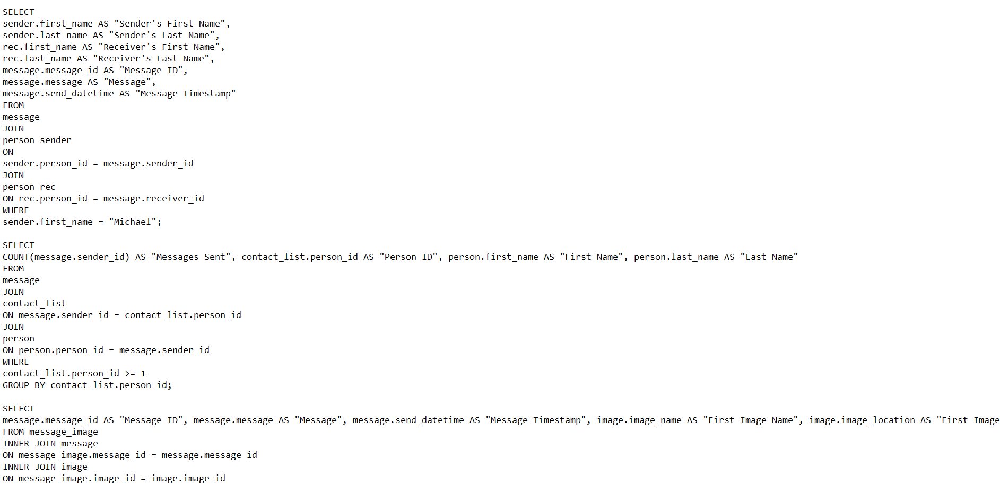 SELECT
sender.first_name AS "Sender's First Name",
sender.last_name AS "Sender's Last Name",
rec.first_name AS "Receiver's First Name",
rec.last_name AS "Receiver's Last Name",
message.message_id AS "Message ID",
message.message AS "Message",
message.send_datetime AS "Message Timestamp"
FROM
message
JOIN
person sender
ON
sender.person_id = message.sender_id
JOIN
person rec
ON rec.person_id = message.receiver_id
WHERE
sender.first_name = "Michael";

SELECT
COUNT(message.sender_id) AS "Messages Sent", contact_list.person_id AS "Person ID", person.first_name AS "First Name", person.last_name AS "Last Name"
FROM
message
JOIN
contact_list
ON message.sender_id = contact_list.person_id
JOIN
person
ON person.person_id = message.sender_id
WHERE
contact_list.person_id >= 1
GROUP BY contact_list.person_id;

SELECT
message.message_id AS "Message ID", message.message AS "Message", message.send_datetime AS "Message Timestamp", image.image_name AS "First Image Name", image.image_location AS "First Image
FROM message_image
INNER JOIN message
ON message_image.message_id = message.message_id
INNER JOIN image
ON message_image.image_id = image.image_id